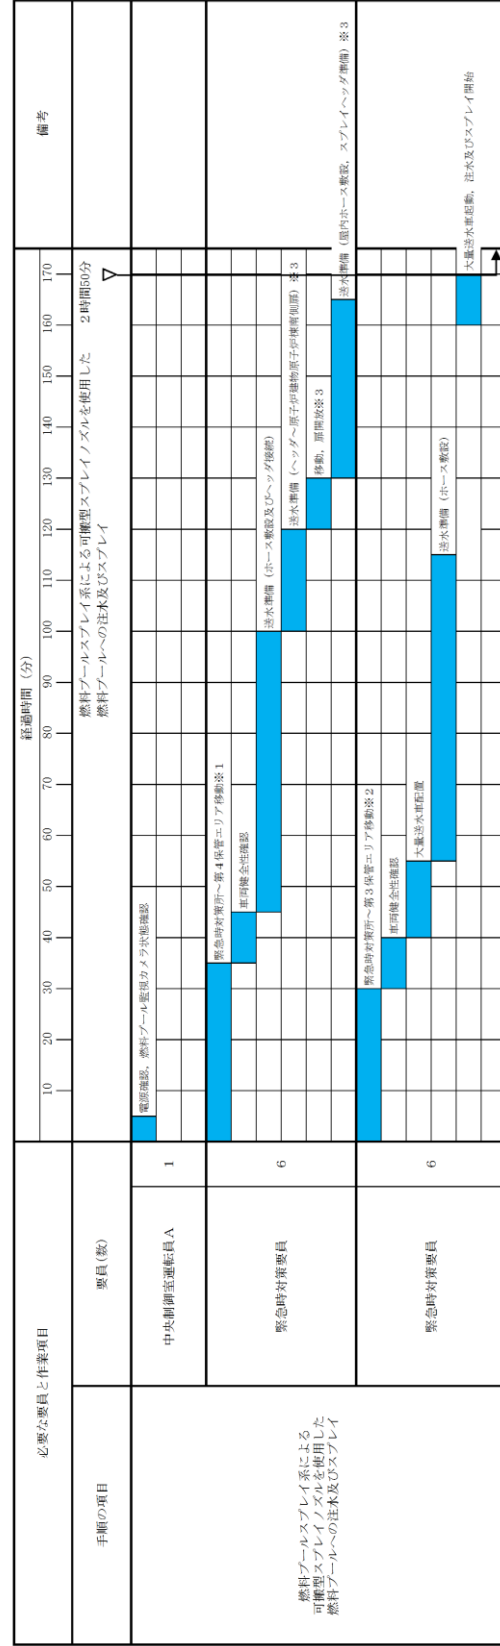 必要な要員と作業項目
経過時間（分）
備考
手順の項目
要員(数)
10
20
30
40
50
60
70
80
90
100
110
120
130
140
150
160
170
燃料プールスプレイ系による可搬型スプレイノズルを使用した
燃料プールへの注水及びスプレイ
２時間50分
燃料プールスプレイ系による
可搬型スプレイノズルを使用した
燃料プールへの注水及びスプレイ
中央制御室運転員Ａ
1
電源確認，燃料プール監視カメラ状態確認
緊急時対策要員
6
緊急時対策所～第４保管エリア移動※１
車両健全性確認
送水準備（ホース敷設及びヘッダ接続）
送水準備（ヘッダ～原子炉建物原子炉棟南側扉）※３
移動，扉開放※３
送水準備（屋内ホース敷設，スプレイヘッダ準備）※３
緊急時対策要員
6
緊急時対策所～第３保管エリア移動※２
車両健全性確認
大量送水車配置
送水準備（ホース敷設）
大量送水車起動，注水及びスプレイ開始